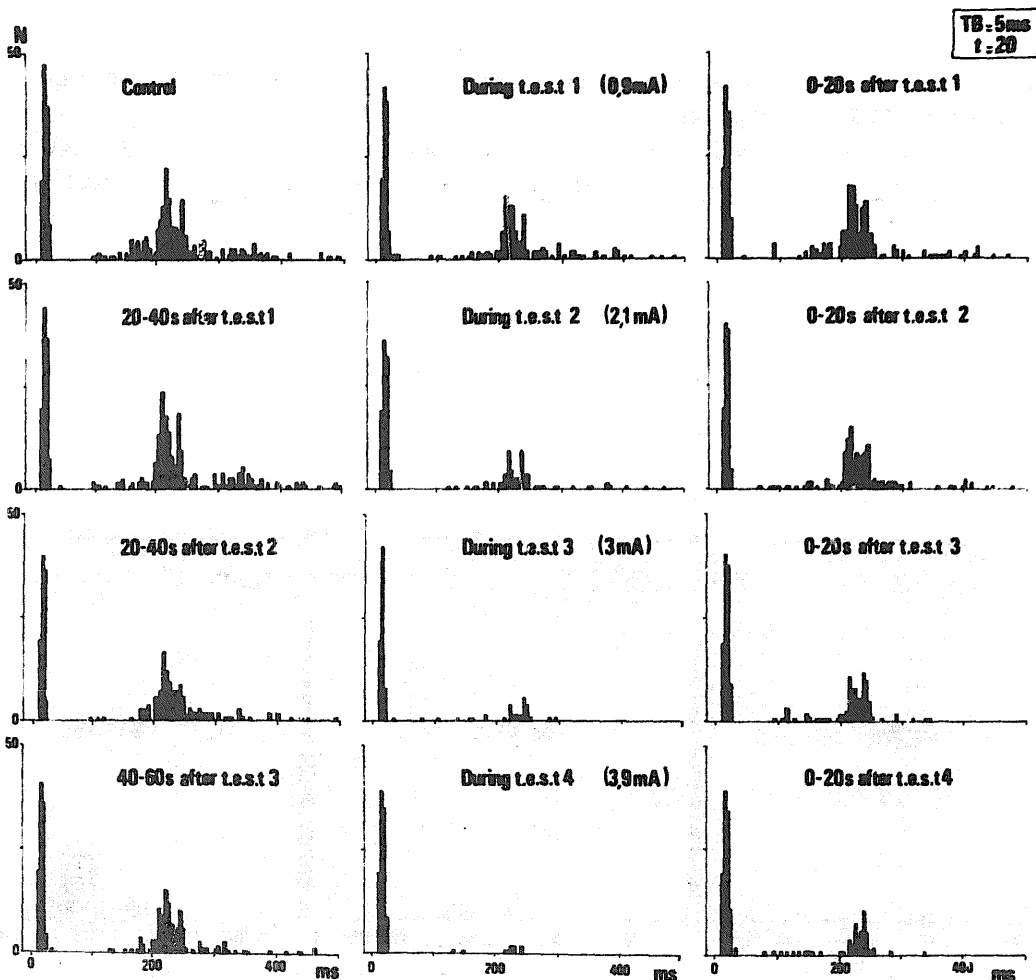 TB=5ms
t=20
N
50
Control
During t.e.s.t 1 (0,9mA)
0-20s after t.e.s.t 1
0
200
400
50
20-40s after t.e.s.t 1
During t.e.s.t 2 (2,1mA)
0-20s after t.e.s.t 2
0
50
20-40s after t.e.s.t 2
During t.e.s.t 3 (3mA)
0-20s after t.e.s.t 3
0
50
40-60s after t.e.s.t 3
During t.e.s.t 4 (3,9mA)
0-20s after t.e.s.t 4
0
200 ms
0 200 ms
0 200 400 ms